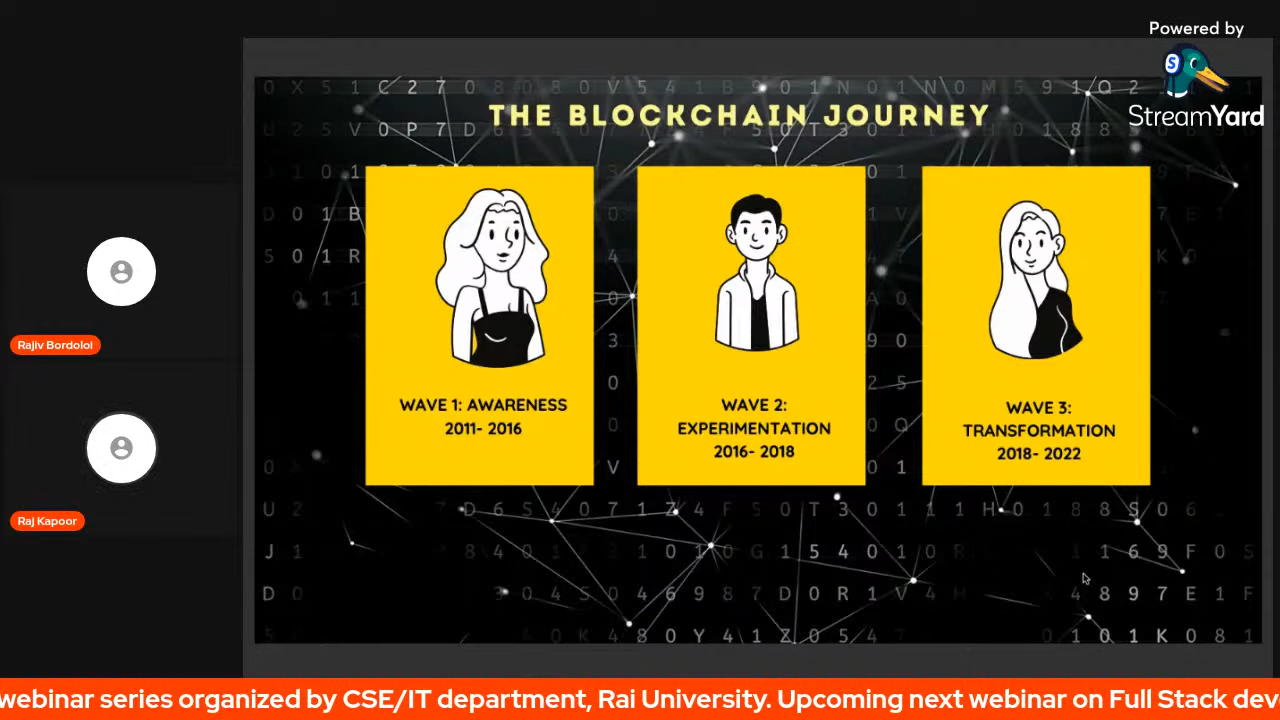 Powered by
StreamYard
THE BLOCKCHAIN JOURNEY
WAVE 1: AWARENESS
2011- 2016
WAVE 2:
EXPERIMENTATION
2016- 2018
WAVE 3:
TRANSFORMATION
2018- 2022
Rajiv Bordoloi
Raj Kapoor
webinar series organized by CSE/IT department, Rai University. Upcoming next webinar on Full Stack dev